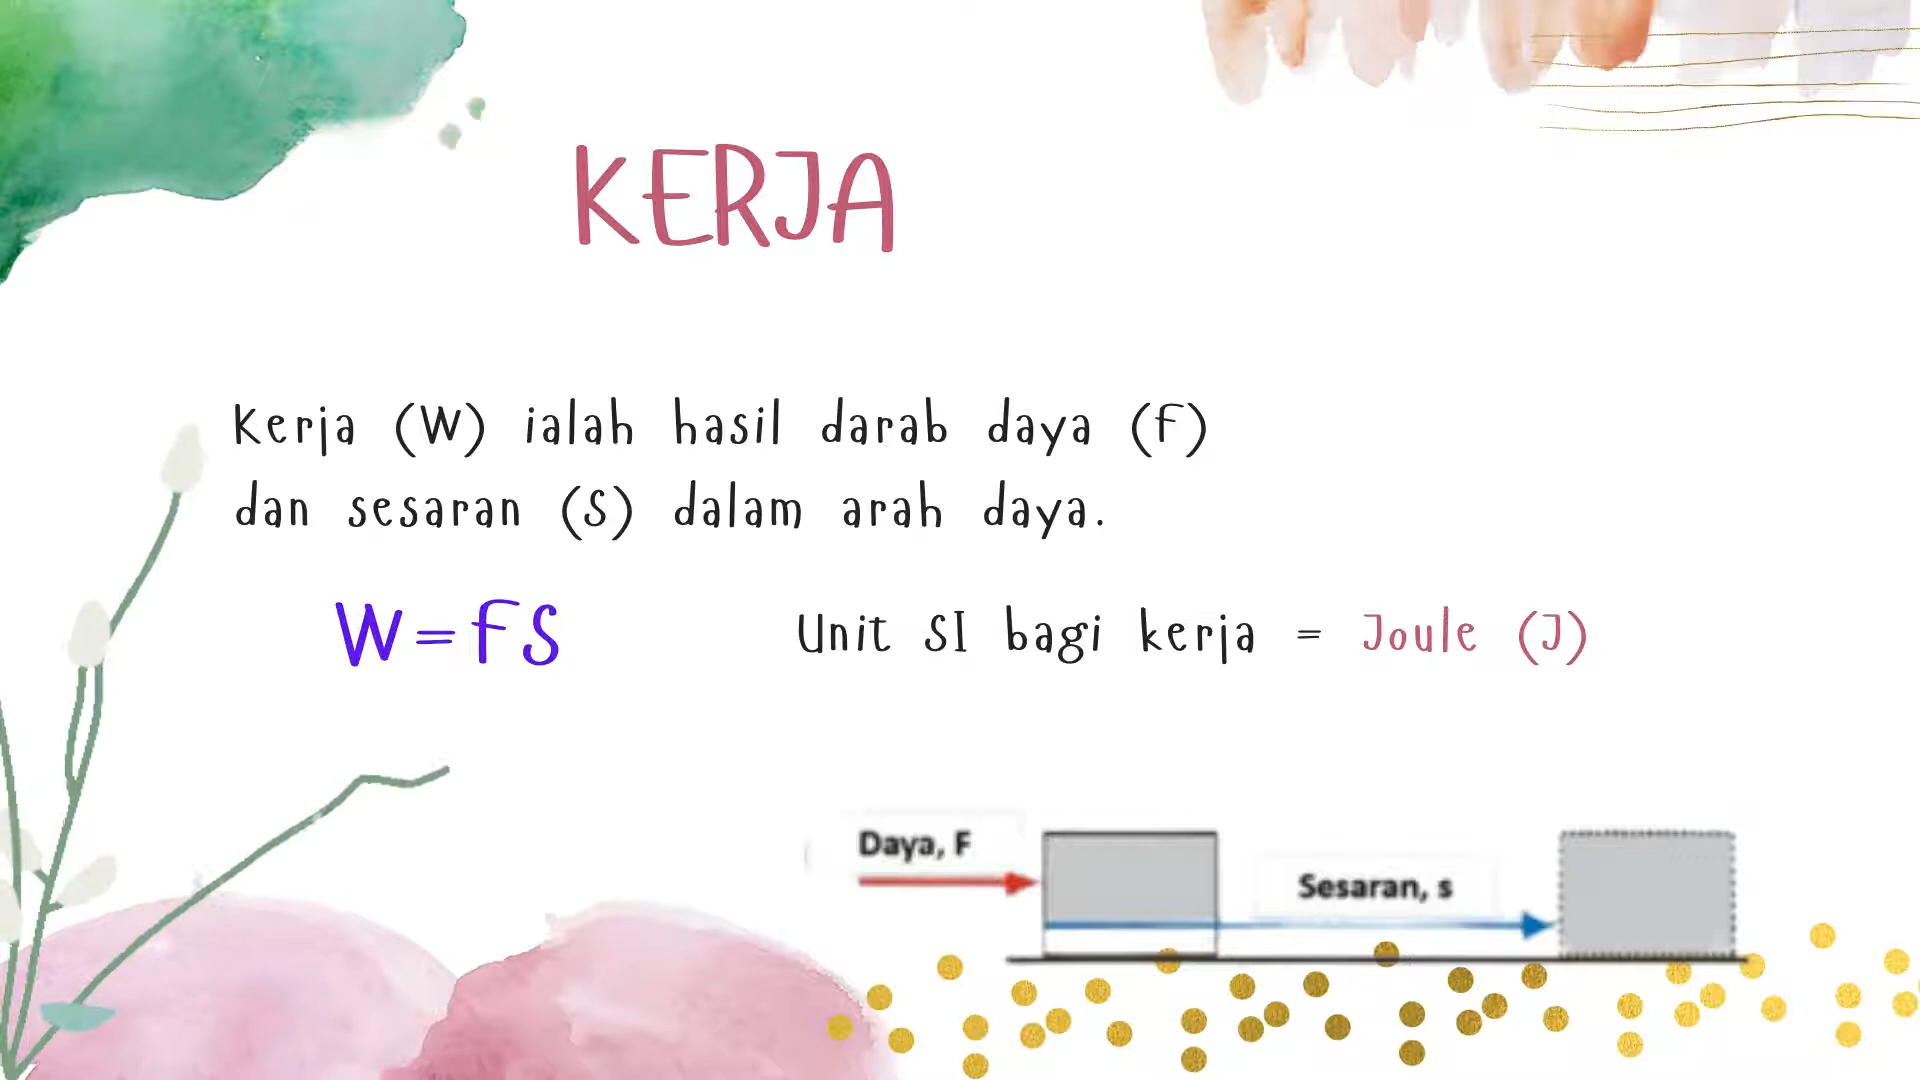 KERJA
Kerja (W) ialah hasil darab daya (F)
dan sesaran (S) dalam arah daya.
W=FS
Unit SI bagi kerja = Joule (J)
Daya, F
Sesaran, s